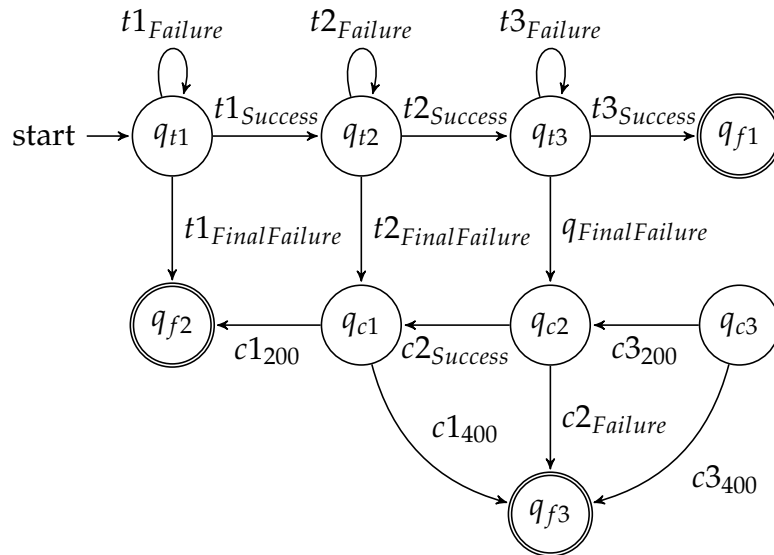 t1_Failure t2_Failure t3_Failure
start q_t1 t1_Success q_t2 t2_Success q_t3 t3_Success q_f1
t1_FinalFailure t2_FinalFailure q_FinalFailure
q_f2 c1_200 q_c1 c2_Success q_c2 c3_200 q_c3
c1_400 c2_Failure c3_400
q_f3